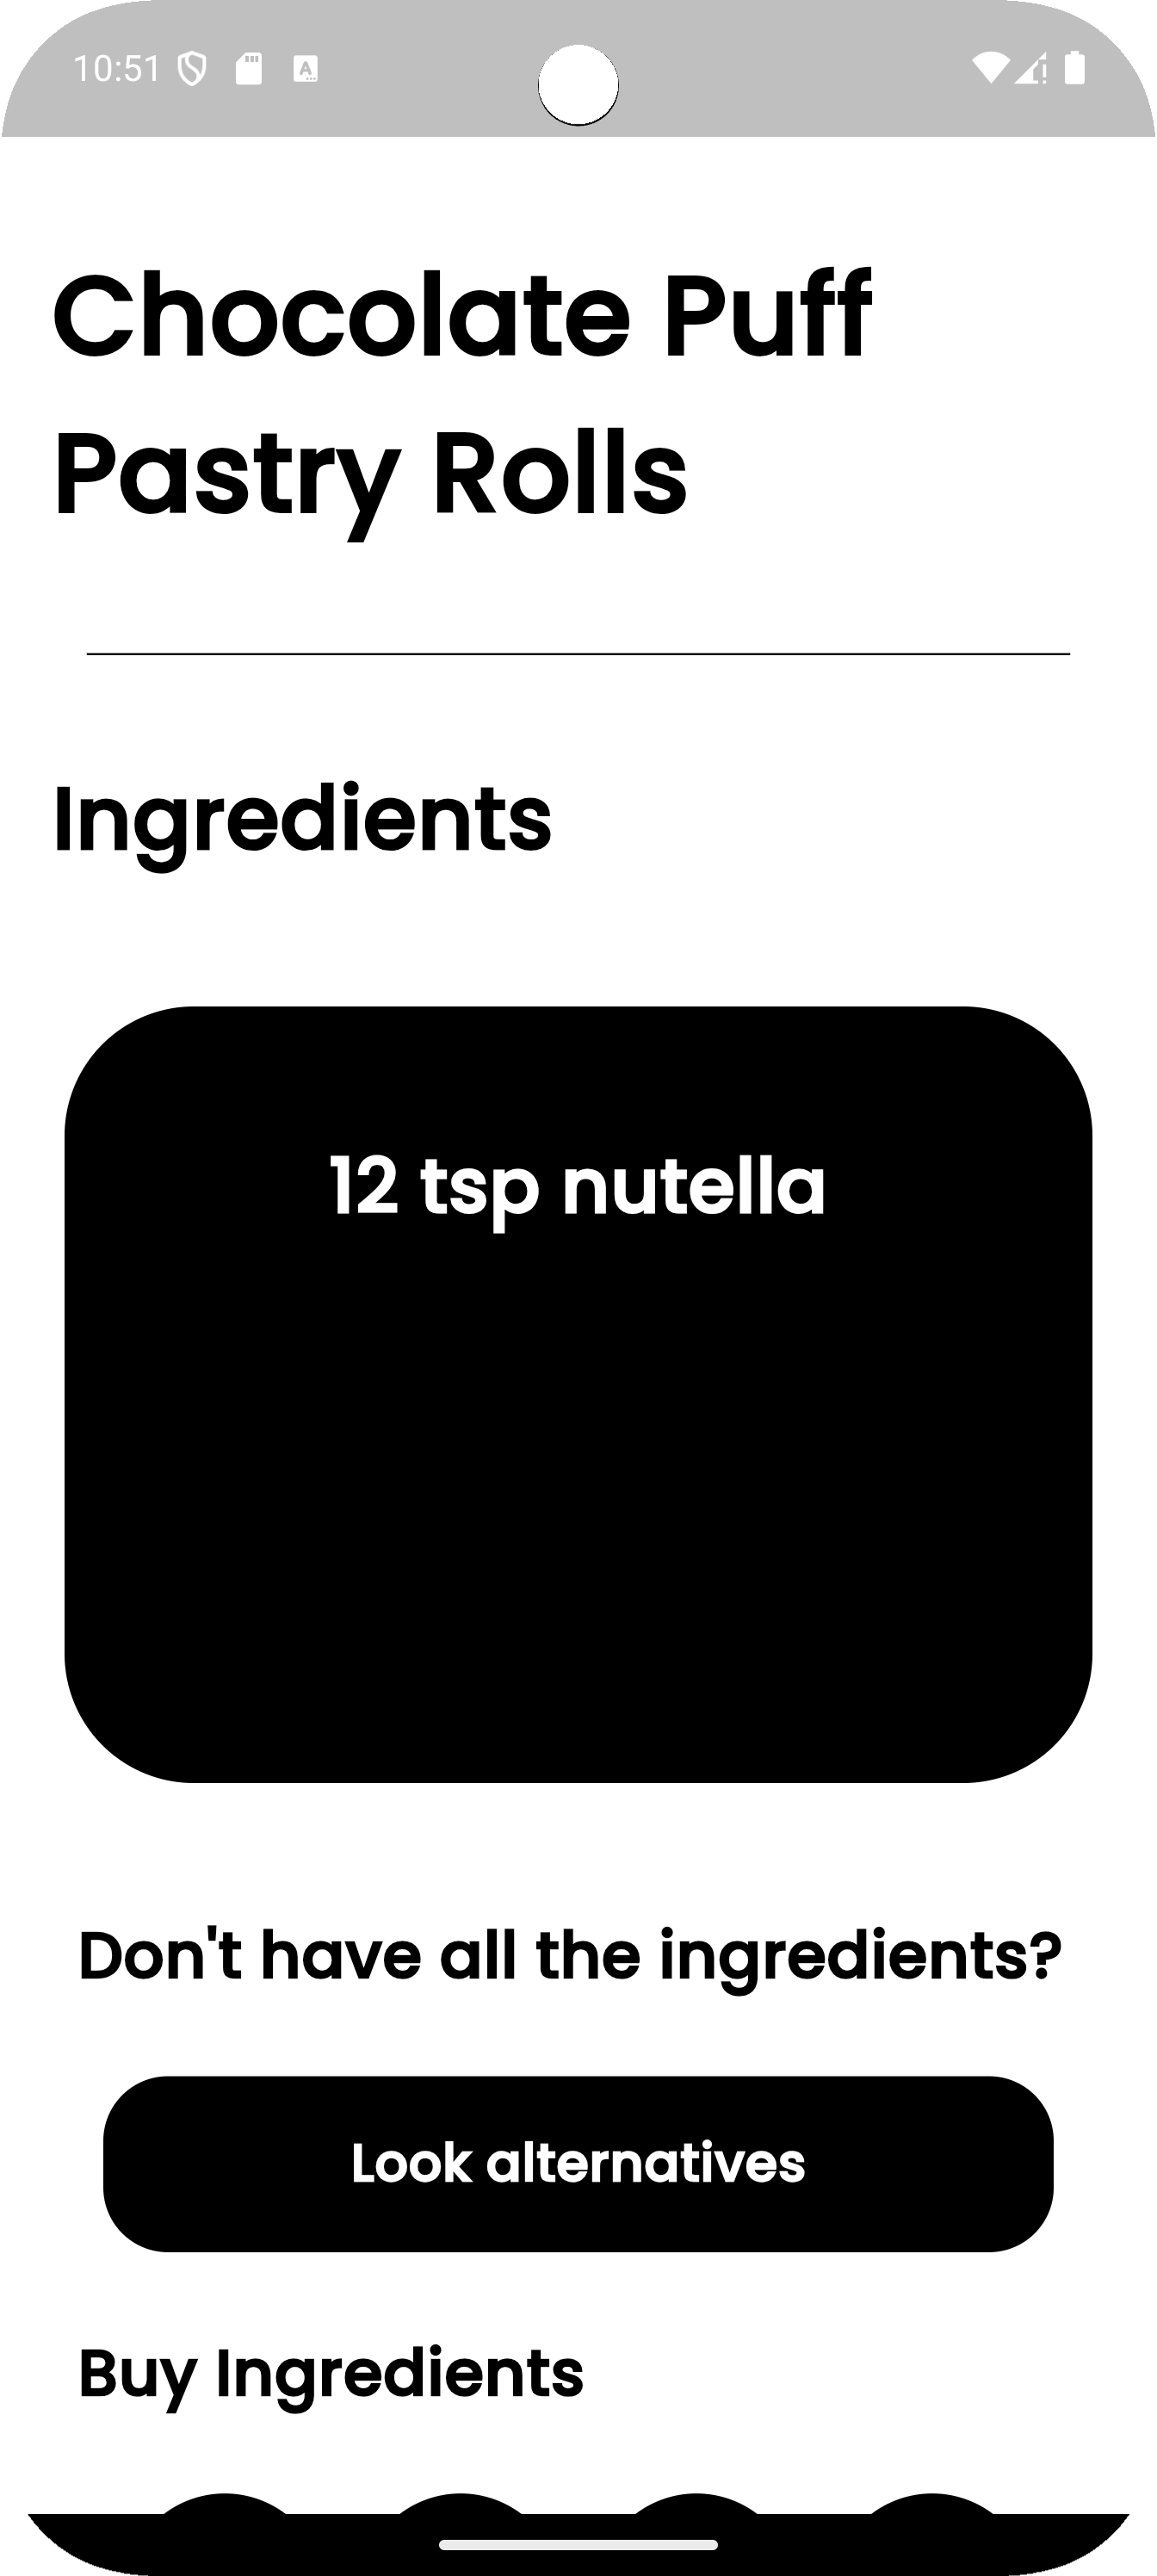 10:51
Chocolate Puff
Pastry Rolls
Ingredients
12 tsp nutella
Don't have all the ingredients?
Look alternatives
Buy Ingredients